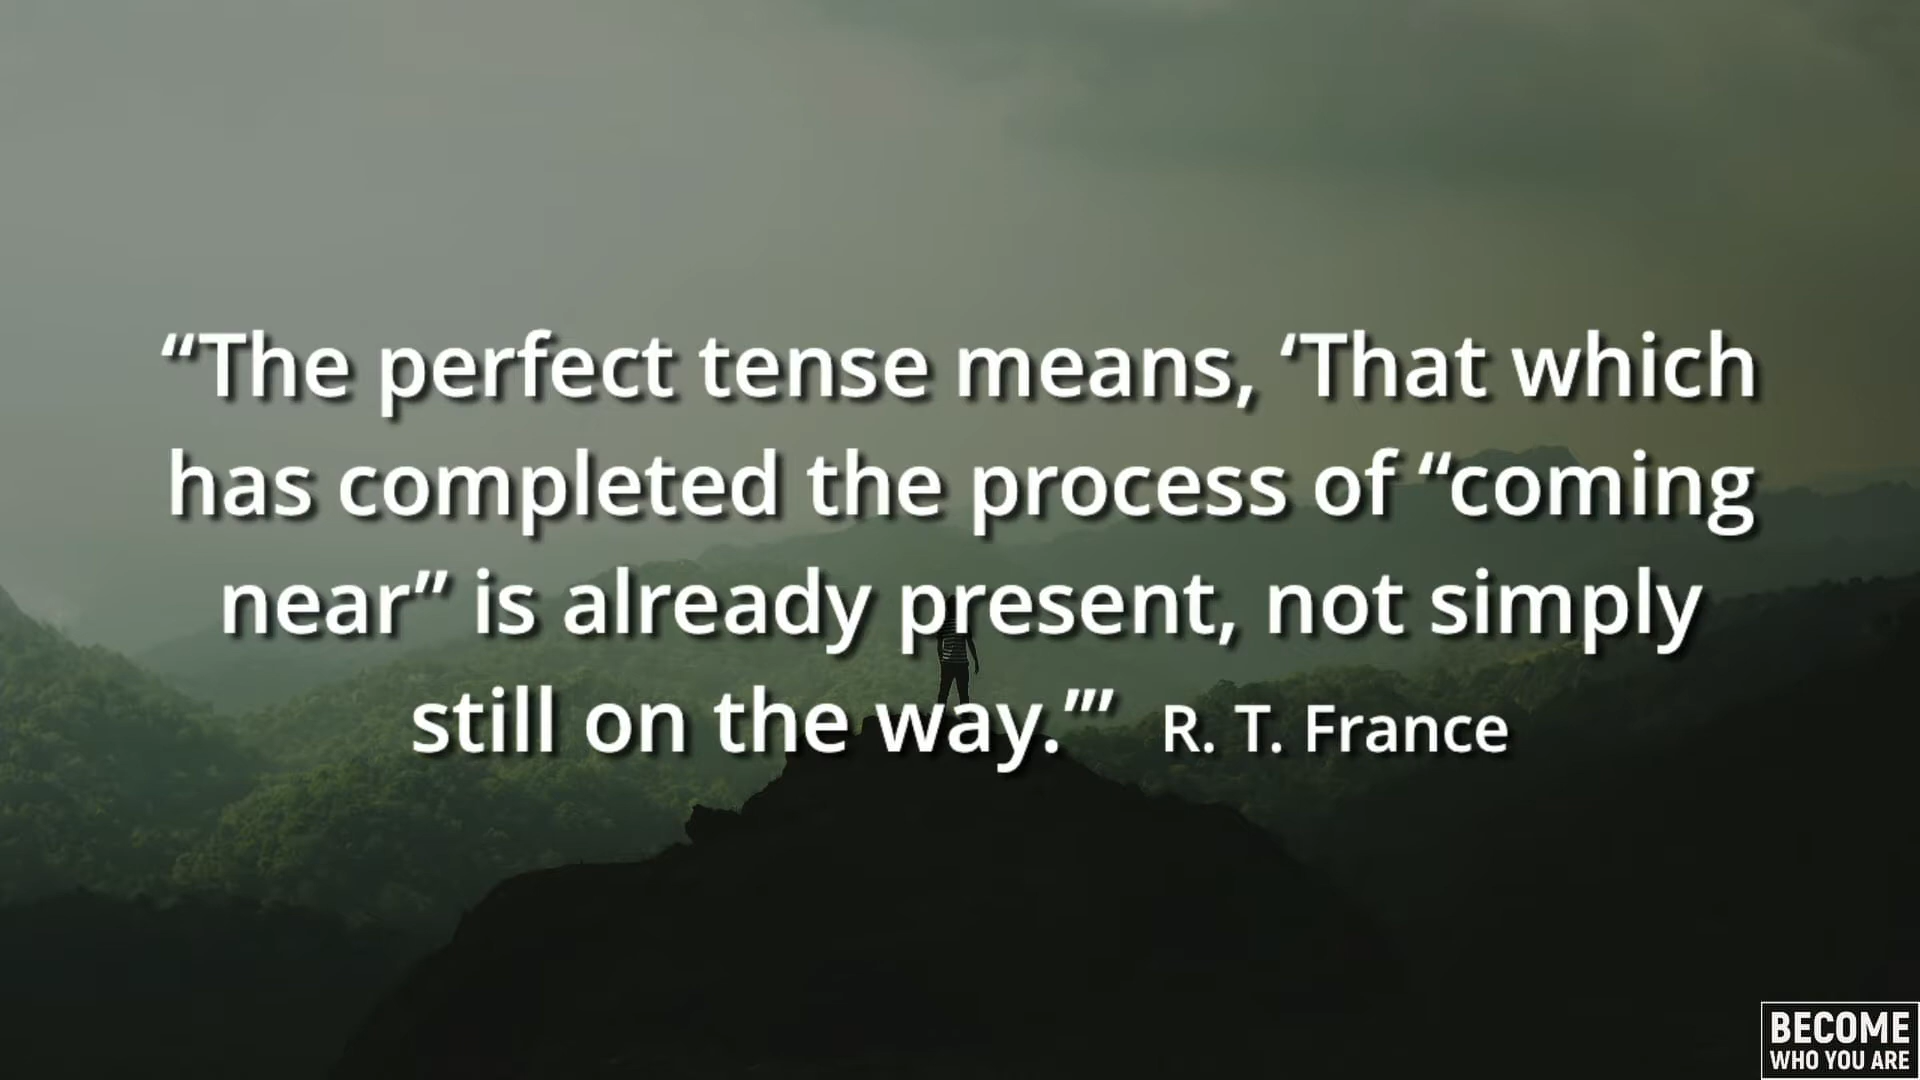 “The perfect tense means, ‘That which
has completed the process of “coming
near” is already present, not simply
still on the way.’” R. T. France
BECOME
WHO YOU ARE